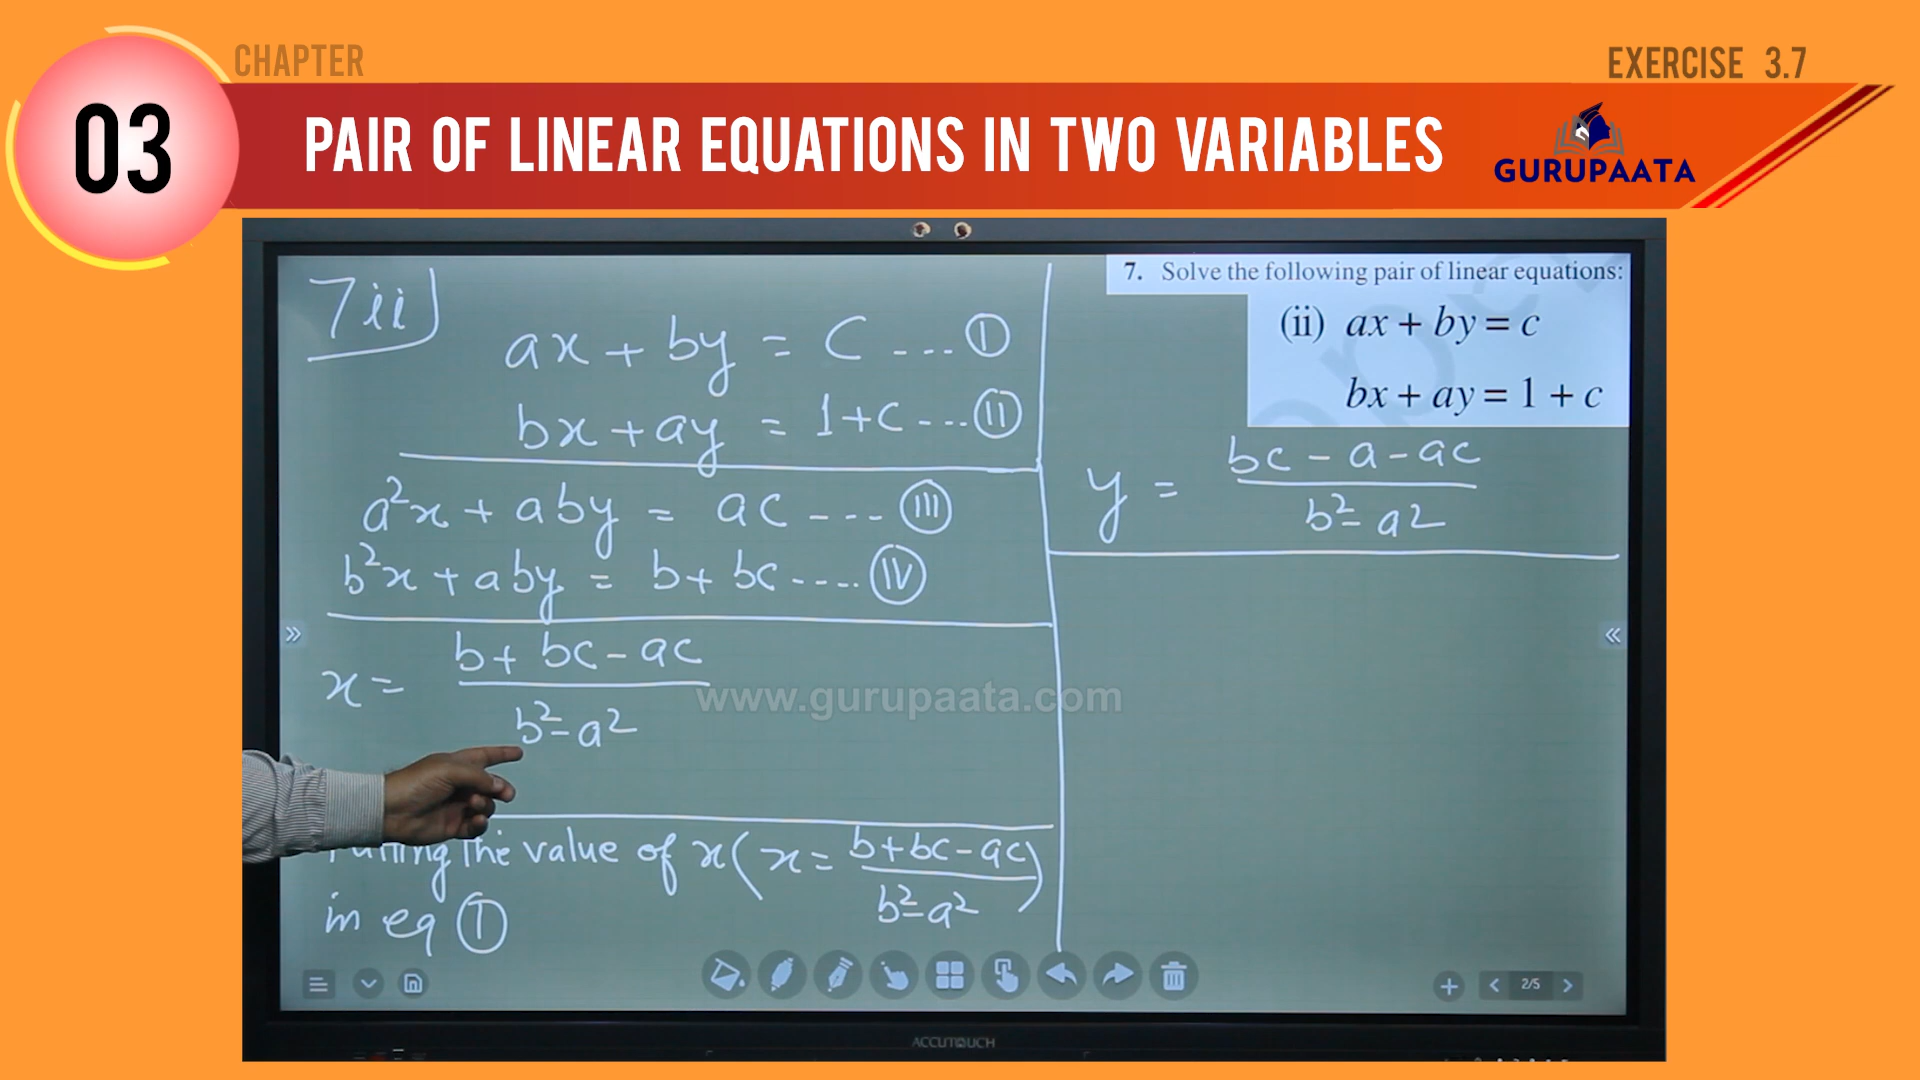 CHAPTER
EXERCISE 3.7
03
PAIR OF LINEAR EQUATIONS IN TWO VARIABLES
GURUPAATA
7 ii)
ax + by = C ---- Ⓘ
bx + ay = 1+c ---- Ⓘⓘ
a²x + aby = ac ---- (III)
b²x + aby = b + bc ---- (IV)
x = (b + bc - ac) / (b² - a²)
Putting the value of x (x = (b + bc - ac) / (b² - a²))
in eq Ⓘ
7. Solve the following pair of linear equations:
(ii) ax + by = c
bx + ay = 1 + c
y = (bc - a - ac) / (b² - a²)
www.gurupaata.com
2/5
ACCUTOUCH